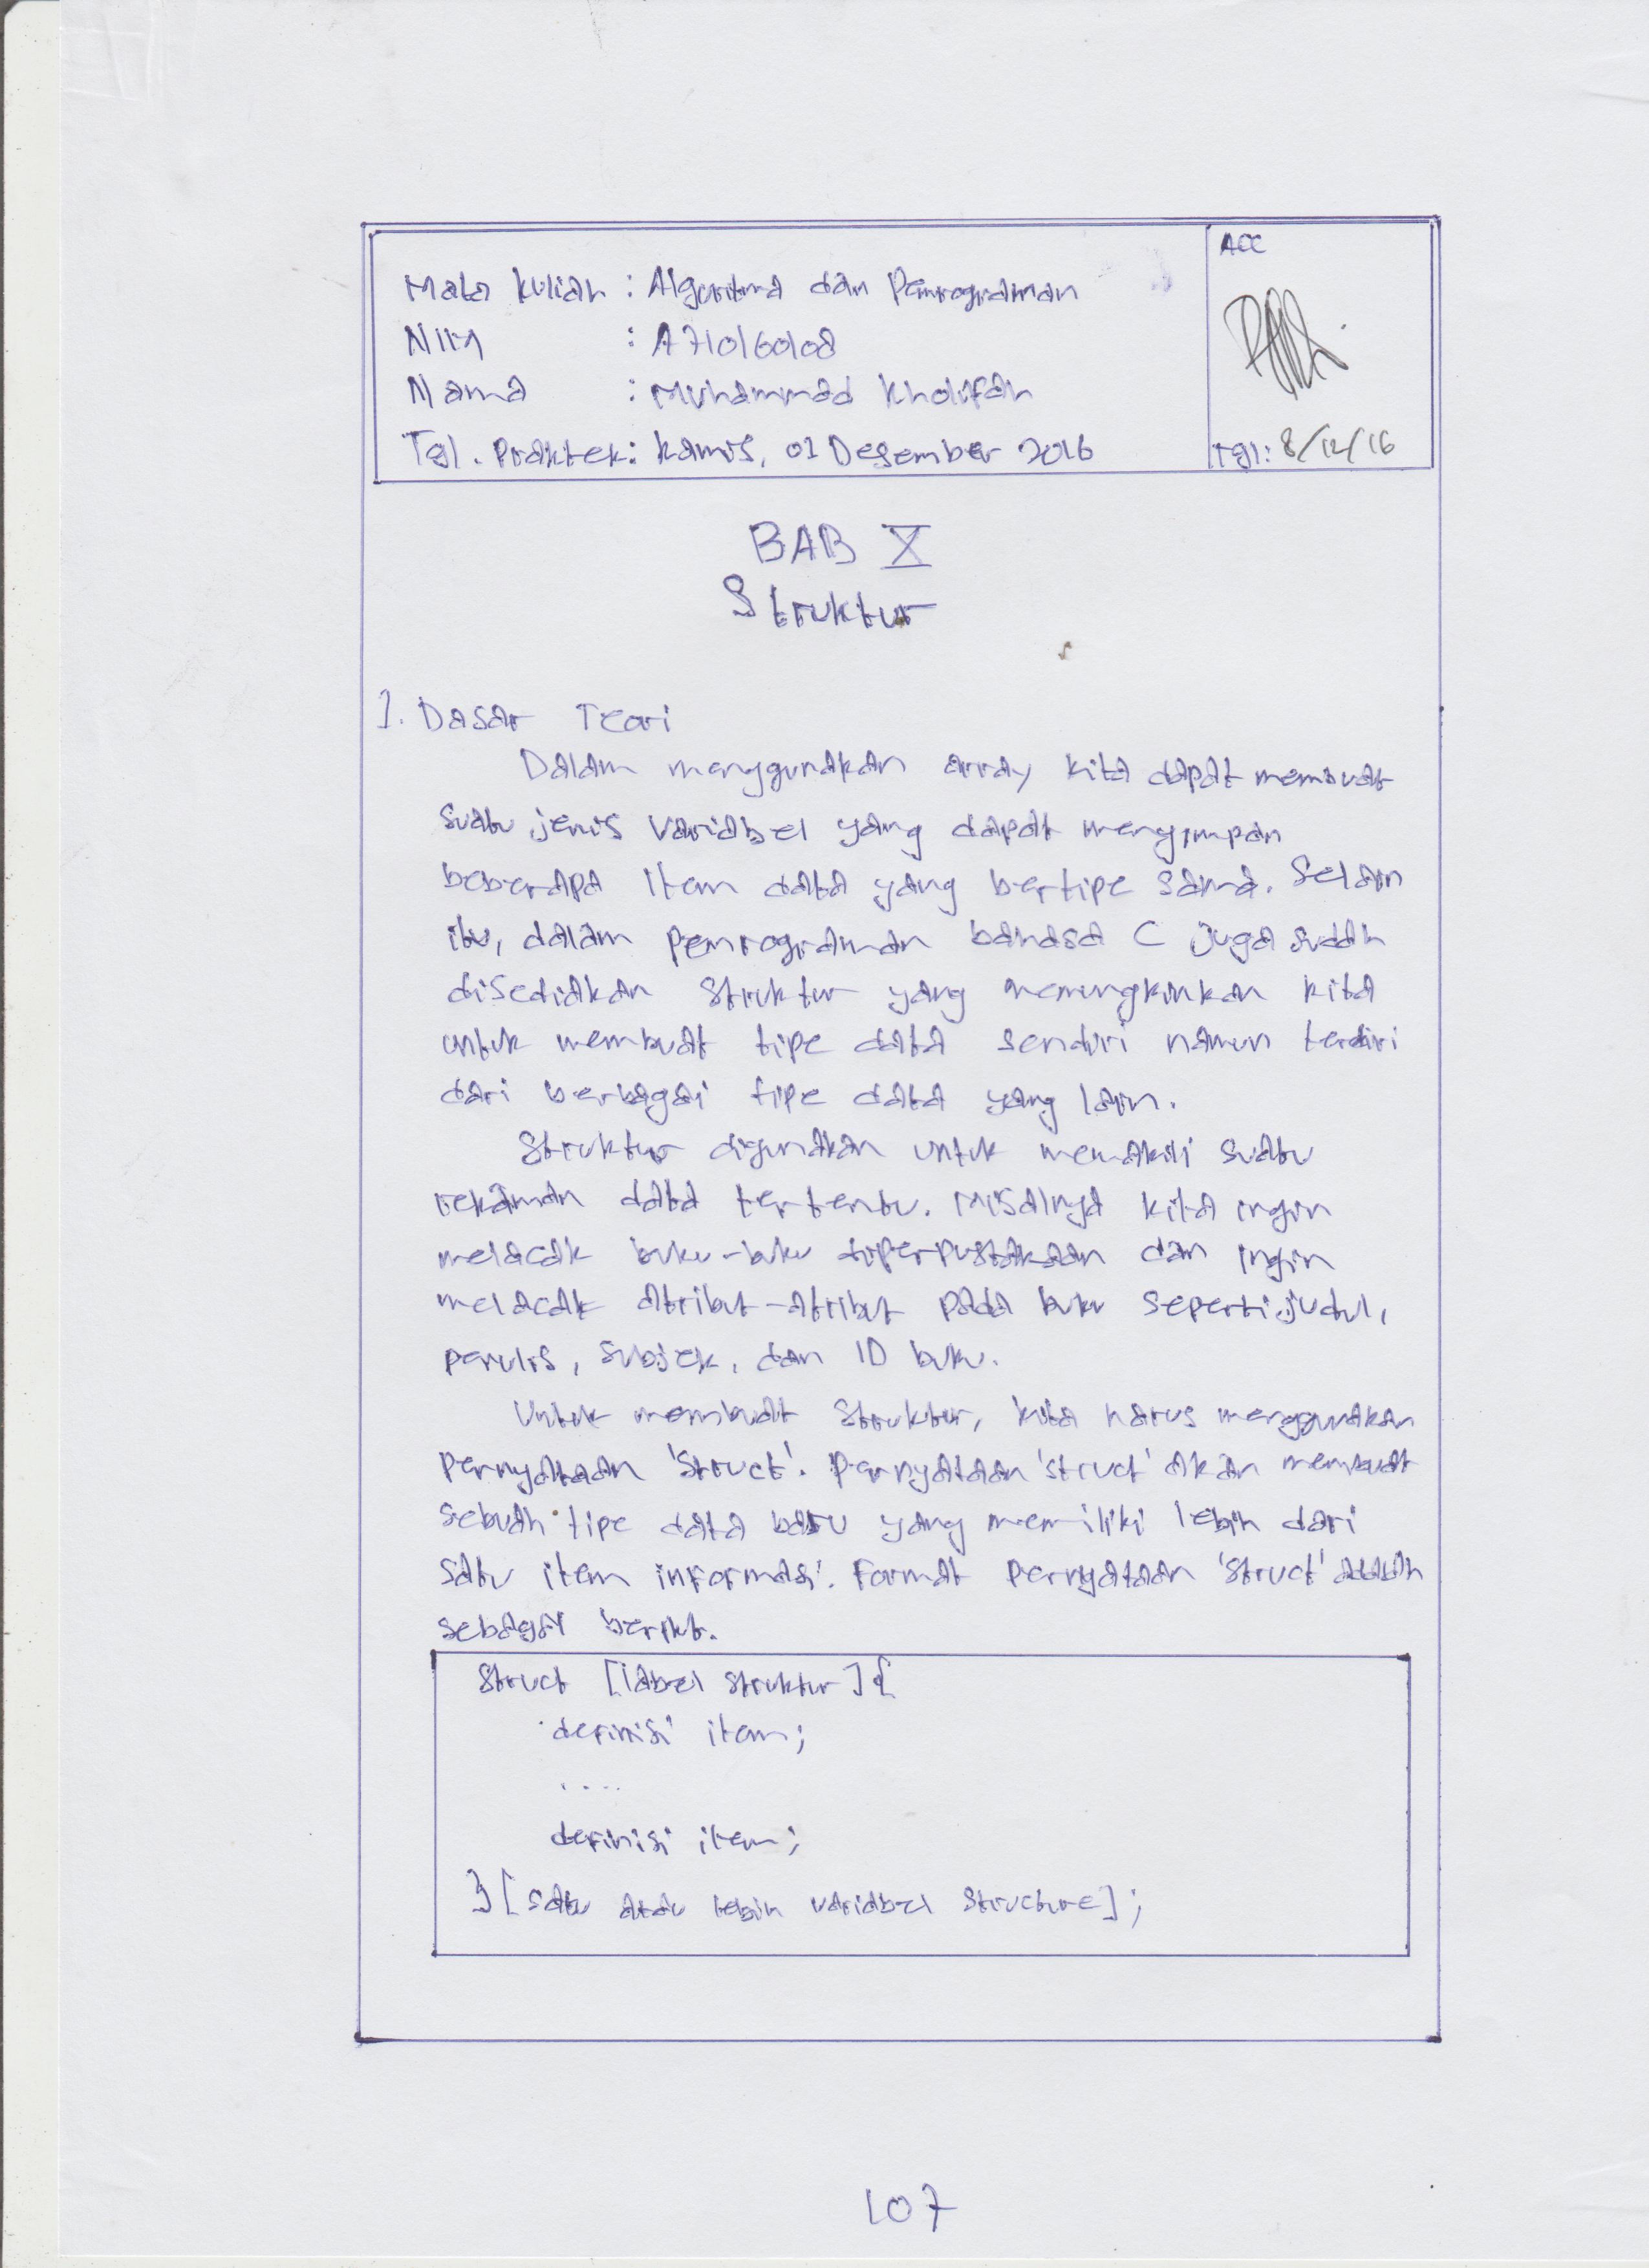 Mata Kuliah : Algoritma dan Pemrograman
NIM : A710160108
Nama : Muhammad Kholifah
Tgl. Praktek : Kamis, 01 Desember 2016
ACC
Tgl : 8/12/16
BAB X
Struktur
1. Dasar Teori
Dalam menggunakan array kita dapat membuat
suatu jenis variabel yang dapat menyimpan
beberapa item data yang bertipe sama. Selain
itu, dalam pemrograman bahasa C juga sudah
disediakan struktur yang memungkinkan kita
untuk membuat tipe data sendiri namun terdiri
dari berbagai tipe data yang lain.
Struktur digunakan untuk mewakili suatu
rekaman data tertentu. Misalnya kita ingin
melacak buku-buku diperpustakaan dan ingin
melacak atribut-atribut pada buku seperti judul,
penulis, subjek, dan ID buku.
Untuk membuat struktur, kita harus menggunakan
pernyataan 'struct'. Pernyataan 'struct' akan membuat
sebuah tipe data baru yang memiliki lebih dari
satu item informasi. Format pernyataan 'struct' adalah
sebagai berikut.
Struct [label struktur] {
definisi item;
....
definisi item;
} [satu atau lebih variabel structure];
107